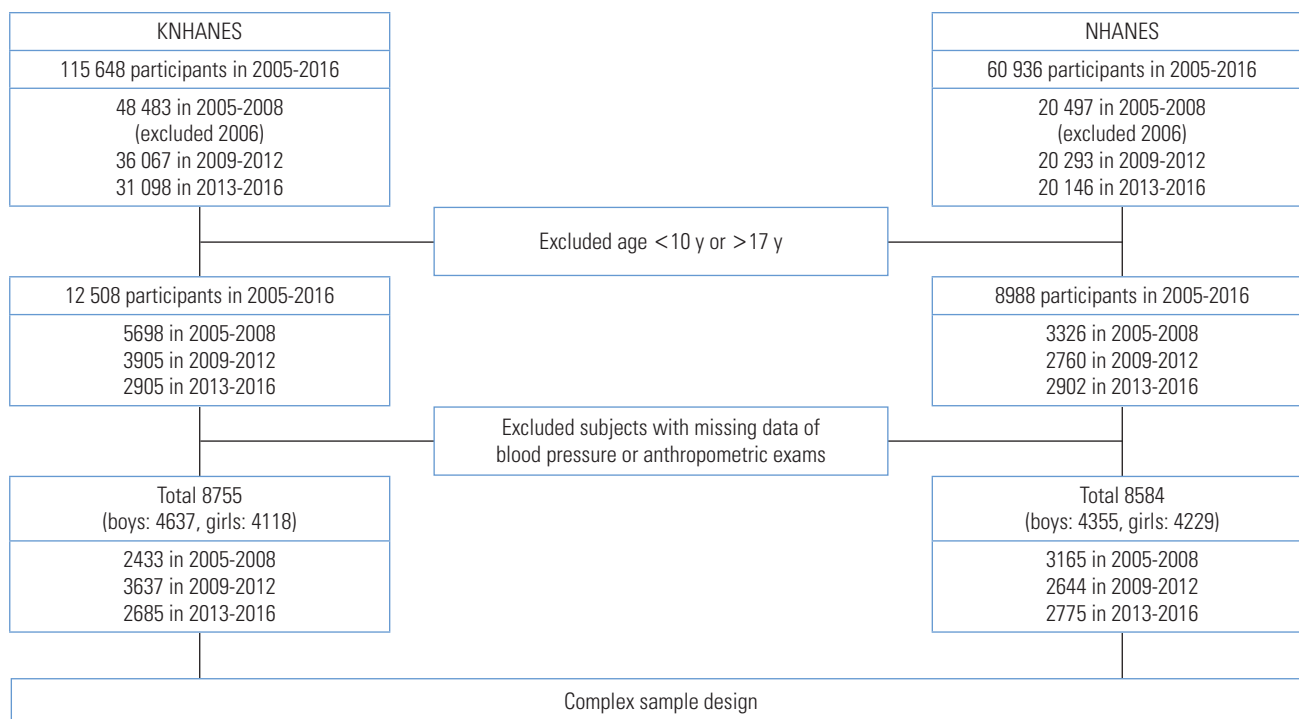 KNHANES
115 648 participants in 2005-2016
48 483 in 2005-2008
(excluded 2006)
36 067 in 2009-2012
31 098 in 2013-2016
NHANES
60 936 participants in 2005-2016
20 497 in 2005-2008
(excluded 2006)
20 293 in 2009-2012
20 146 in 2013-2016
Excluded age <10 y or >17 y
12 508 participants in 2005-2016
5698 in 2005-2008
3905 in 2009-2012
2905 in 2013-2016
8988 participants in 2005-2016
3326 in 2005-2008
2760 in 2009-2012
2902 in 2013-2016
Excluded subjects with missing data of
blood pressure or anthropometric exams
Total 8755
(boys: 4637, girls: 4118)
2433 in 2005-2008
3637 in 2009-2012
2685 in 2013-2016
Total 8584
(boys: 4355, girls: 4229)
3165 in 2005-2008
2644 in 2009-2012
2775 in 2013-2016
Complex sample design